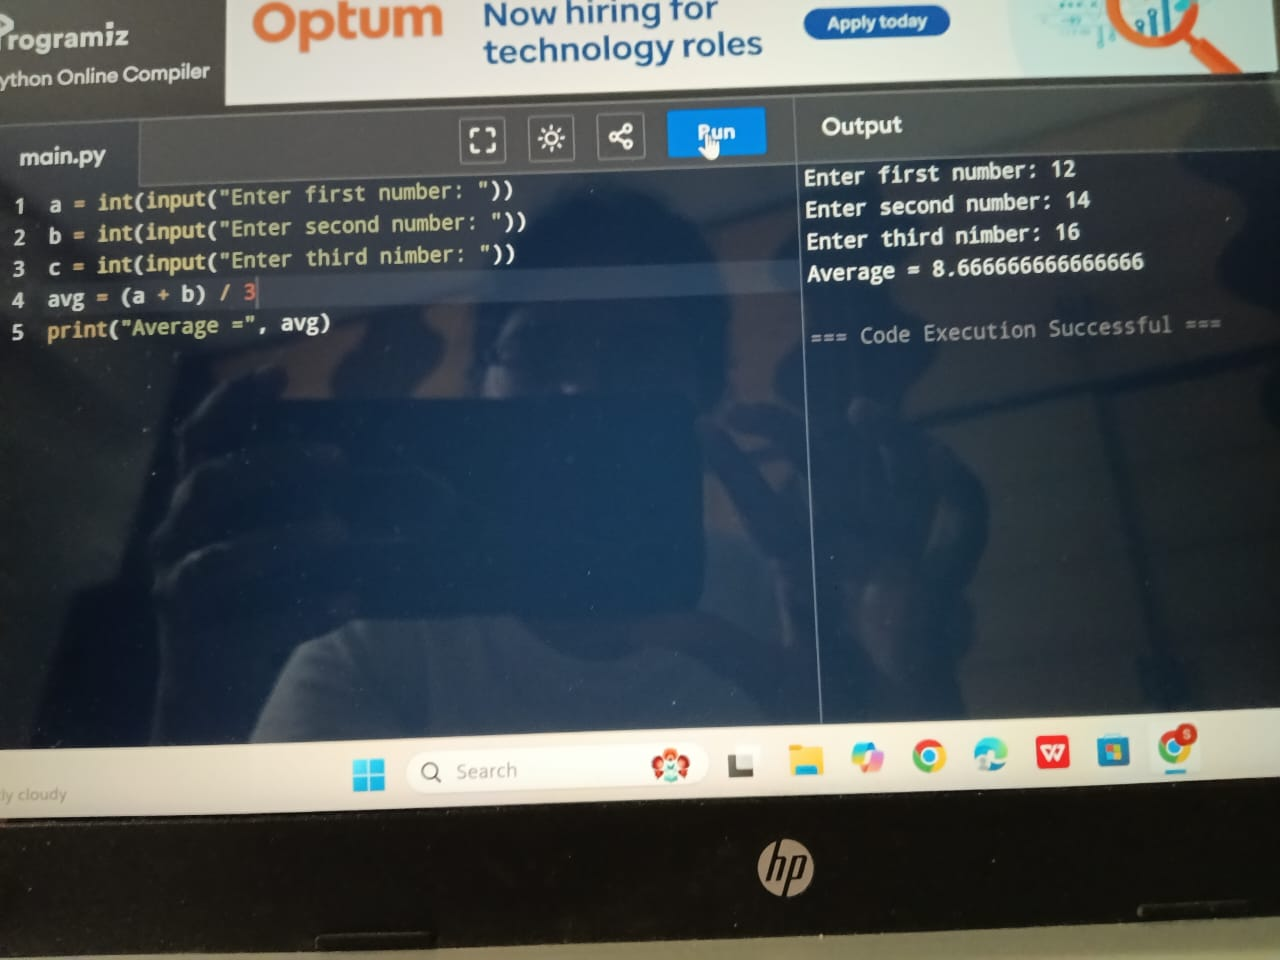 Programiz
ython Online Compiler
Optum
Now hiring for
technology roles
Apply today
main.py
Run
Output
1 a = int(input("Enter first number: "))
2 b = int(input("Enter second number: "))
3 c = int(input("Enter third nimber: "))
4 avg = (a + b) / 3
5 print("Average =", avg)
Enter first number: 12
Enter second number: 14
Enter third nimber: 16
Average = 8.666666666666666
=== Code Execution Successful ===
Search
W
S
ly cloudy
hp